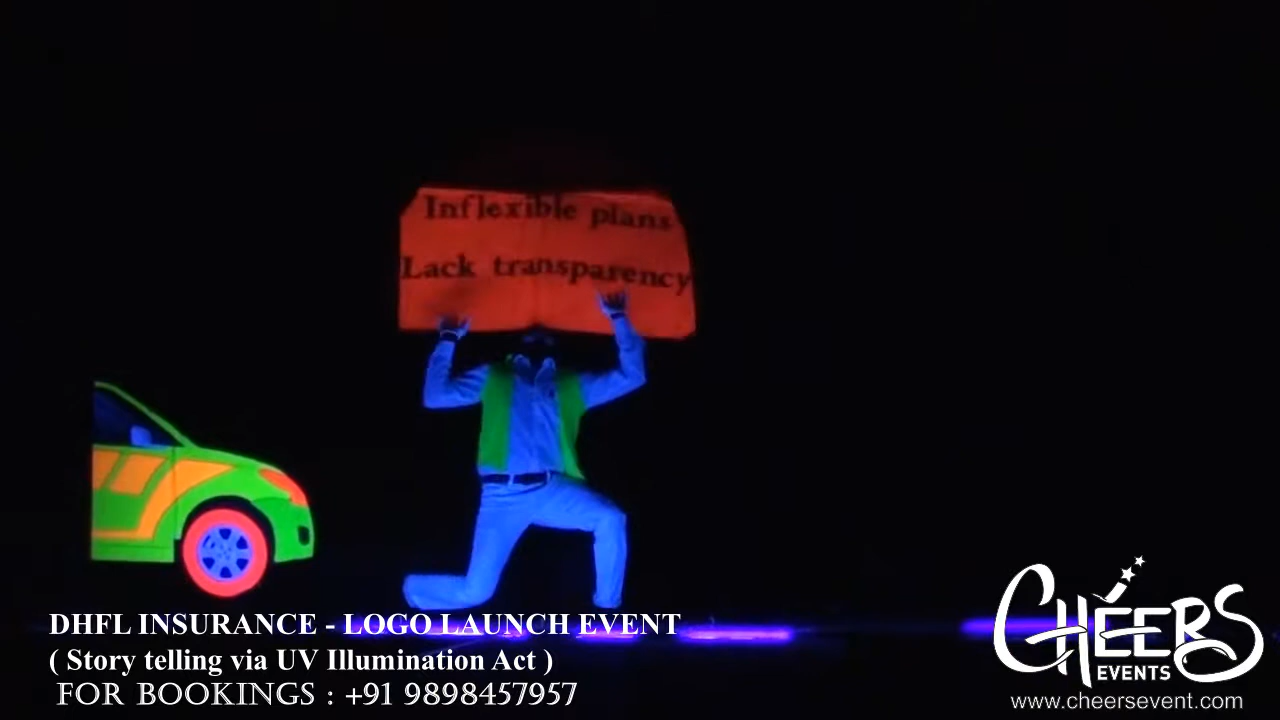 Inflexible plans
Lack transparency
DHFL INSURANCE - LOGO LAUNCH EVENT
( Story telling via UV Illumination Act )
FOR BOOKINGS : +91 9898457957
CHEERS
EVENTS
www.cheersevent.com